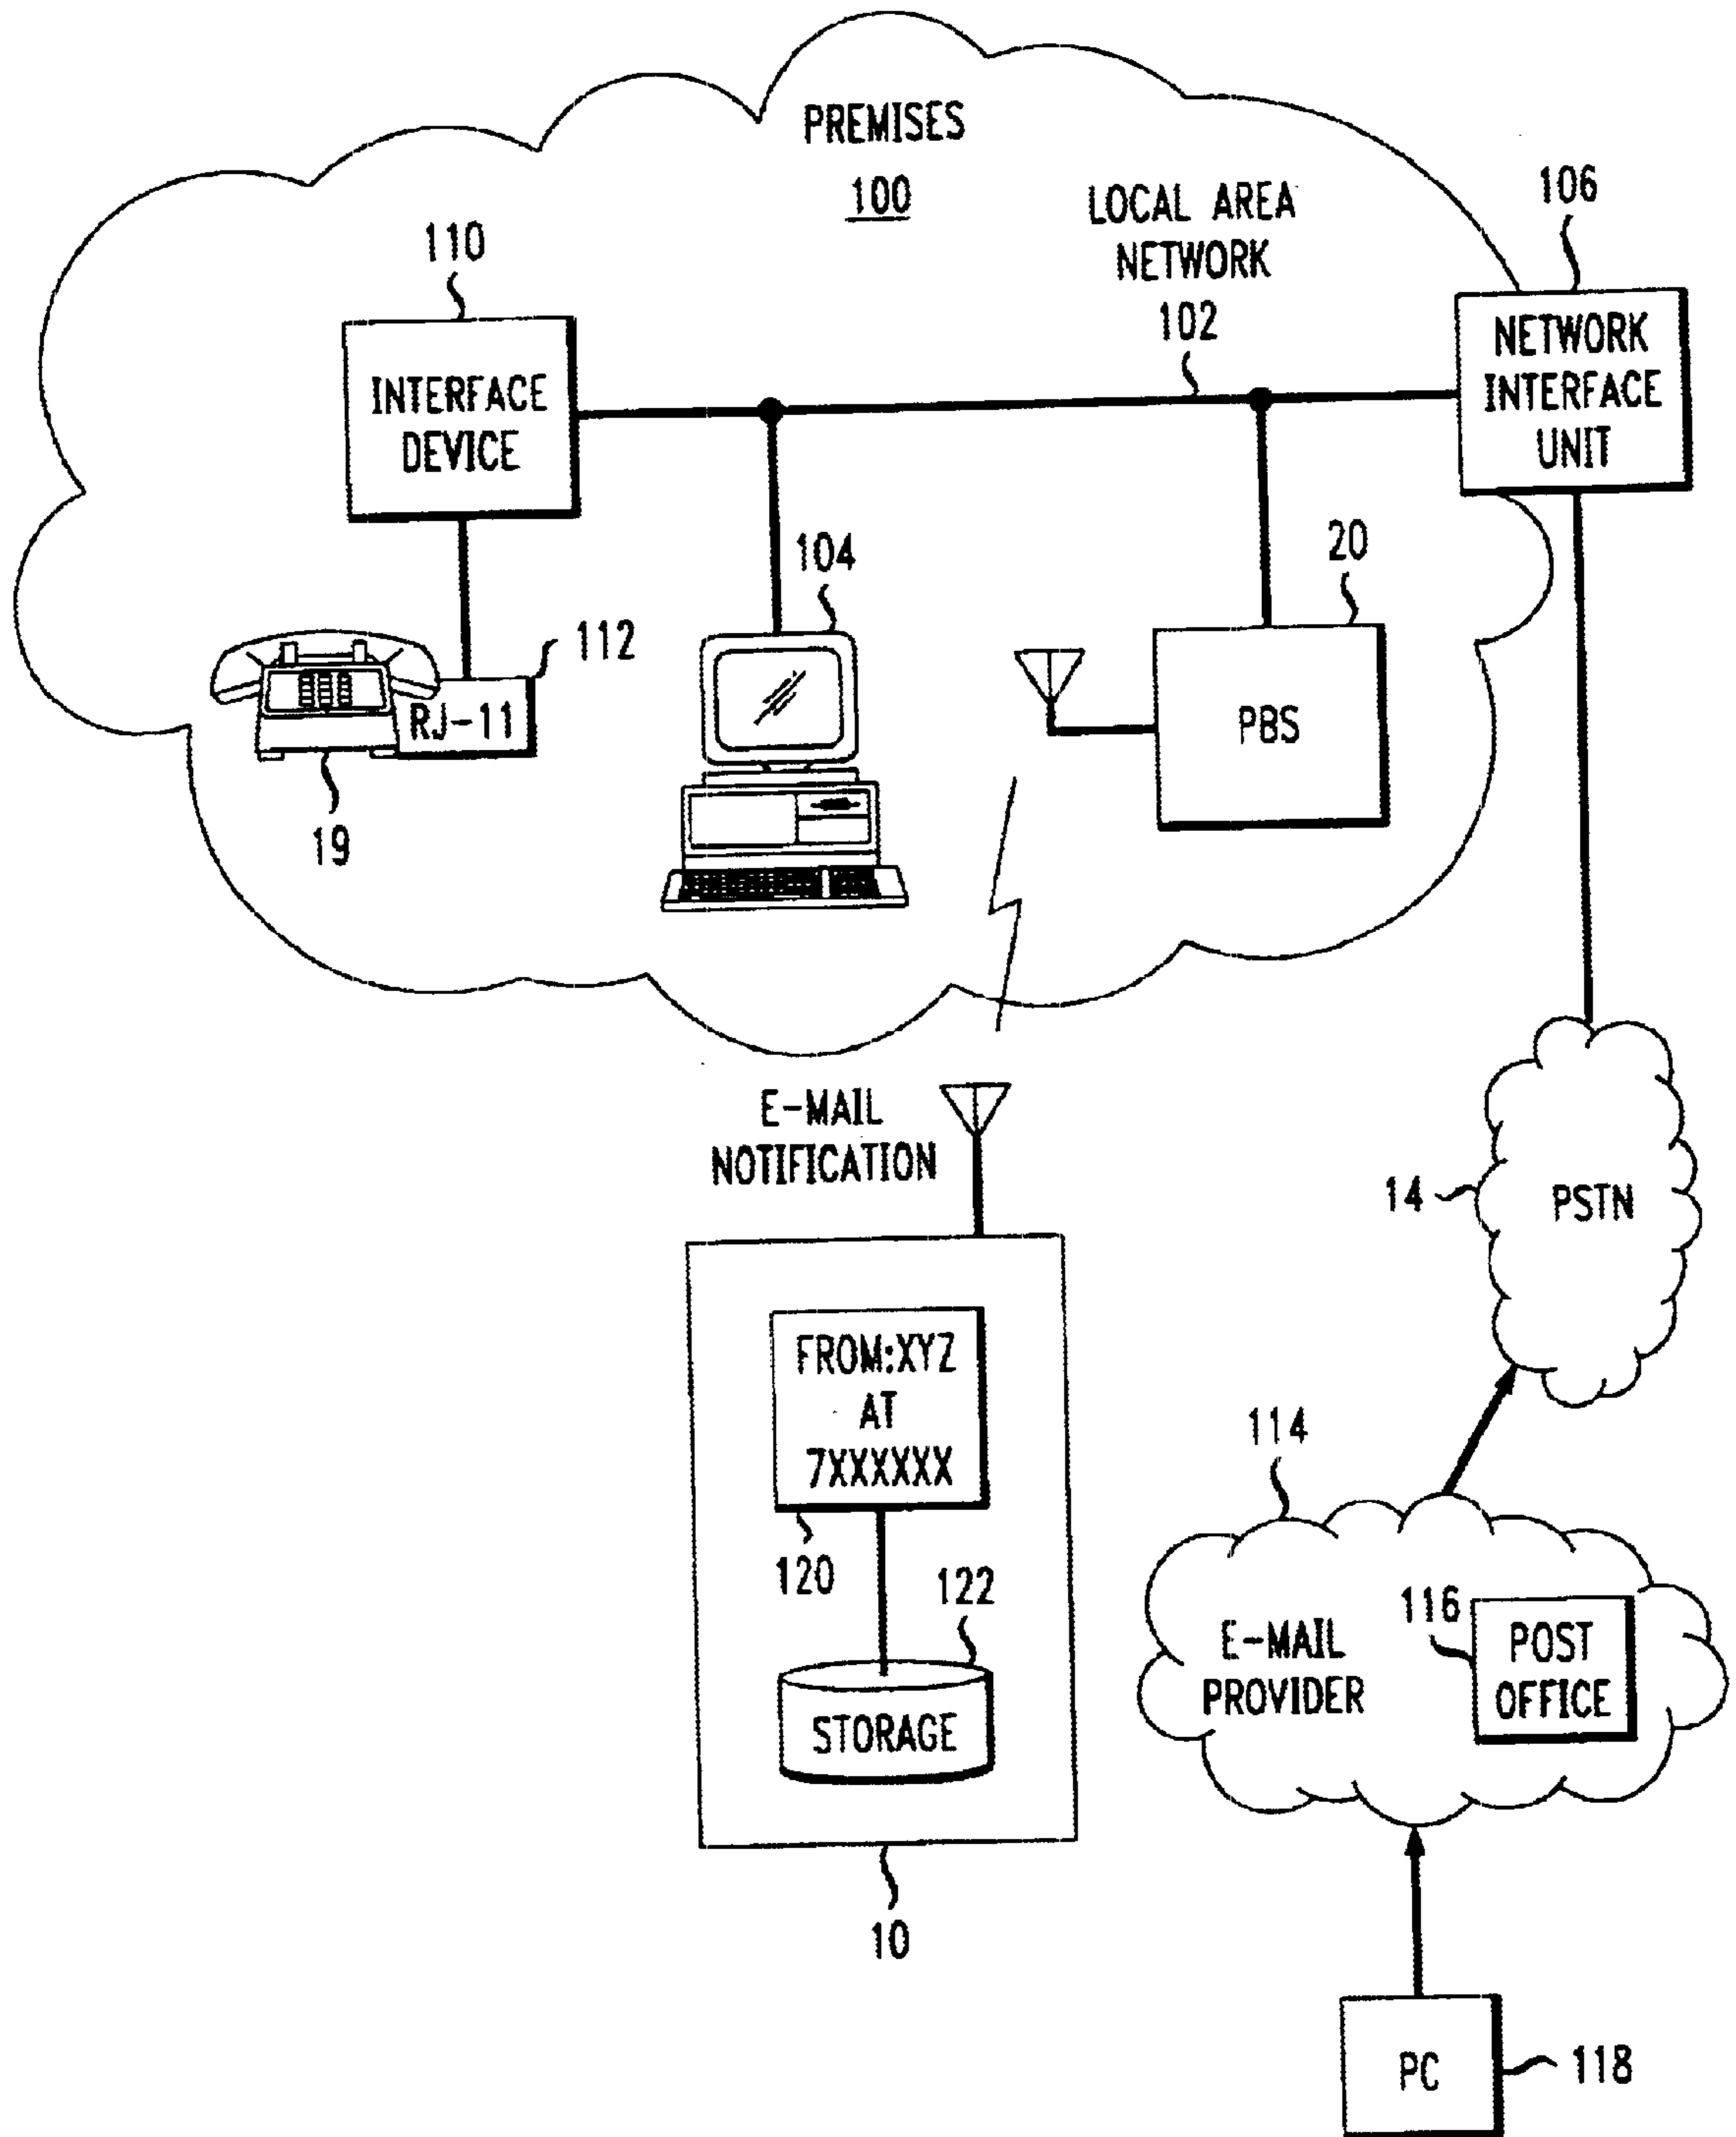 PREMISES
100
LOCAL AREA
NETWORK
102
106
NETWORK
INTERFACE
UNIT
110
INTERFACE
DEVICE
104
20
PBS
112
RJ-11
19
E-MAIL
NOTIFICATION
14
PSTN
FROM:XYZ
AT
7XXXXXX
120
122
STORAGE
10
114
E-MAIL
PROVIDER
116
POST
OFFICE
PC
118